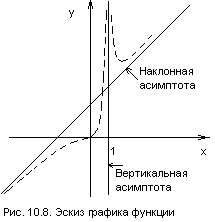 y
Наклонная
асимптота
x
1
Вертикальная
асимптота
Рис. 10.8. Эскиз графика функции